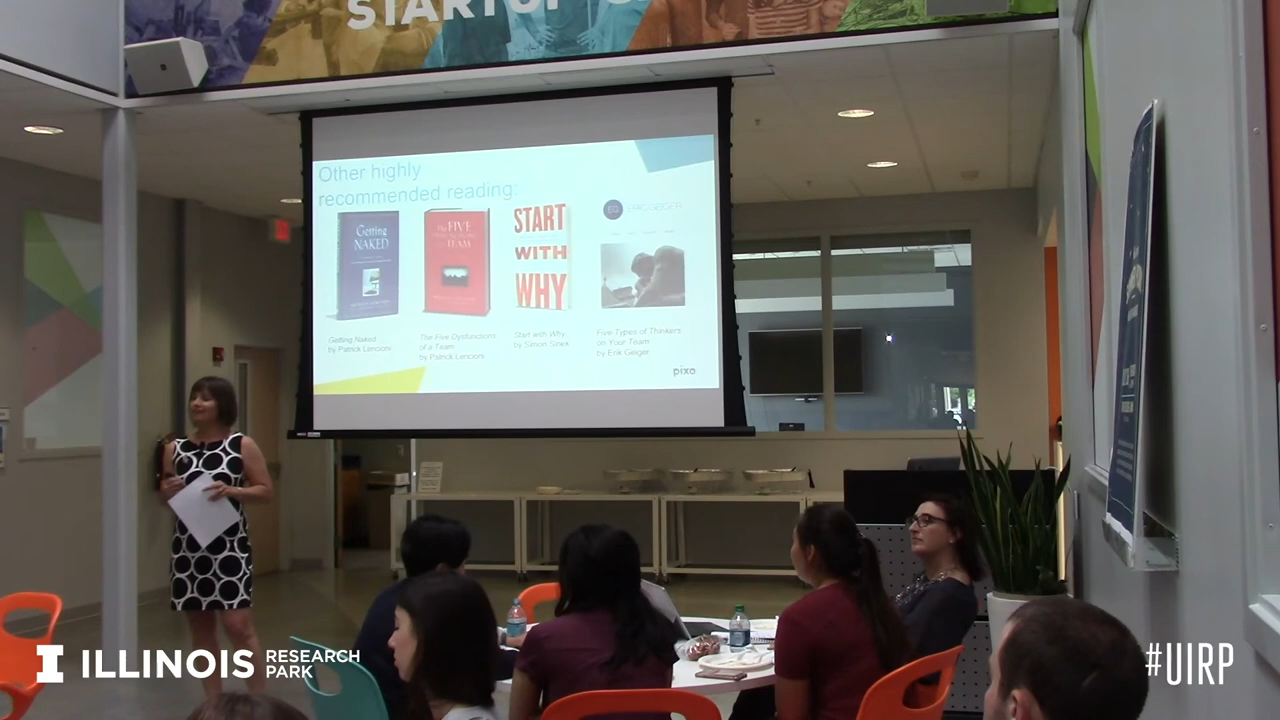 STARTUP
Other highly
recommended reading:
Getting
NAKED
The FIVE
TEAM
START
WITH
WHY
EG ERIC GEIGER
Getting Naked
by Patrick Lencioni
The Five Dysfunctions
of a Team
by Patrick Lencioni
Start with Why
by Simon Sinek
Five Types of Thinkers
on Your Team
by Erik Geiger
pixo
I ILLINOIS RESEARCH
PARK
#UIRP